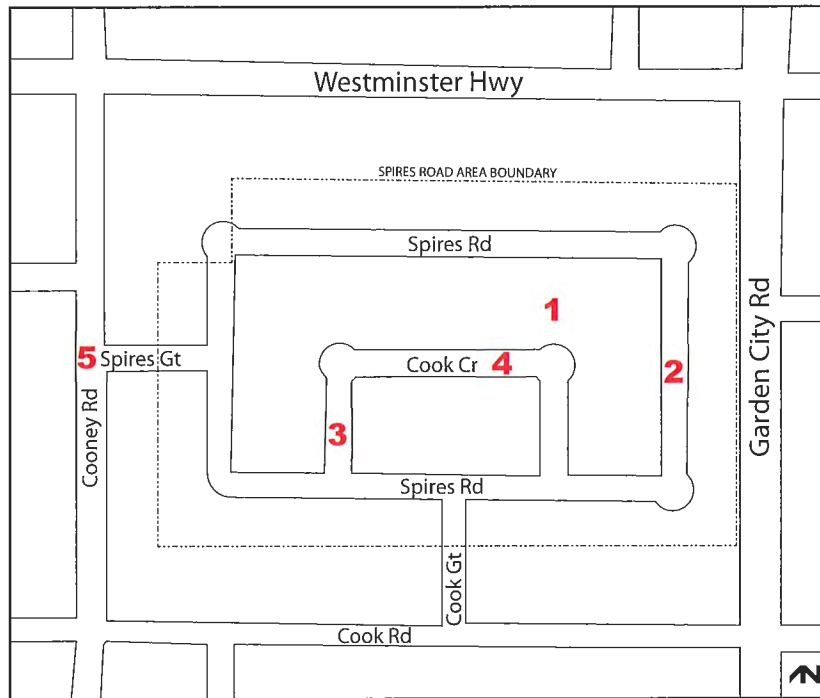 Westminster Hwy
SPIRES ROAD AREA BOUNDARY
Spires Rd
1
Garden City Rd
5 Spires Gt
Cook Cr 4
2
3
Cooney Rd
Spires Rd
Cook Gt
Cook Rd
N